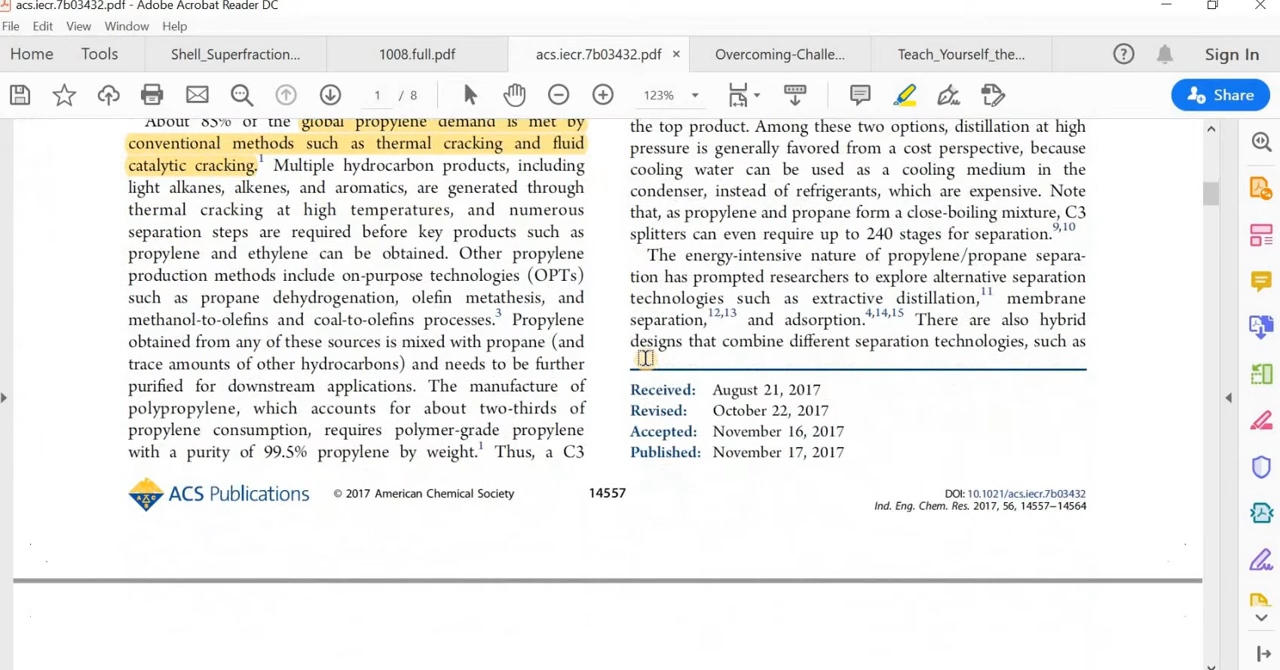 acs.iecr.7b03432.pdf - Adobe Acrobat Reader DC
File Edit View Window Help
Home Tools Shell_Superfraction... 1008.full.pdf acs.iecr.7b03432.pdf × Overcoming-Challe... Teach_Yourself_the... Sign In
1 / 8 123% Share
About 85% of the global propylene demand is met by
conventional methods such as thermal cracking and fluid
catalytic cracking.1 Multiple hydrocarbon products, including
light alkanes, alkenes, and aromatics, are generated through
thermal cracking at high temperatures, and numerous
separation steps are required before key products such as
propylene and ethylene can be obtained. Other propylene
production methods include on-purpose technologies (OPTs)
such as propane dehydrogenation, olefin metathesis, and
methanol-to-olefins and coal-to-olefins processes.3 Propylene
obtained from any of these sources is mixed with propane (and
trace amounts of other hydrocarbons) and needs to be further
purified for downstream applications. The manufacture of
polypropylene, which accounts for about two-thirds of
propylene consumption, requires polymer-grade propylene
with a purity of 99.5% propylene by weight.1 Thus, a C3
the top product. Among these two options, distillation at high
pressure is generally favored from a cost perspective, because
cooling water can be used as a cooling medium in the
condenser, instead of refrigerants, which are expensive. Note
that, as propylene and propane form a close-boiling mixture, C3
splitters can even require up to 240 stages for separation.9,10
The energy-intensive nature of propylene/propane separa-
tion has prompted researchers to explore alternative separation
technologies such as extractive distillation,11 membrane
separation,12,13 and adsorption.4,14,15 There are also hybrid
designs that combine different separation technologies, such as
Received: August 21, 2017
Revised: October 22, 2017
Accepted: November 16, 2017
Published: November 17, 2017
ACS Publications © 2017 American Chemical Society
14557
DOI: 10.1021/acs.iecr.7b03432
Ind. Eng. Chem. Res. 2017, 56, 14557−14564